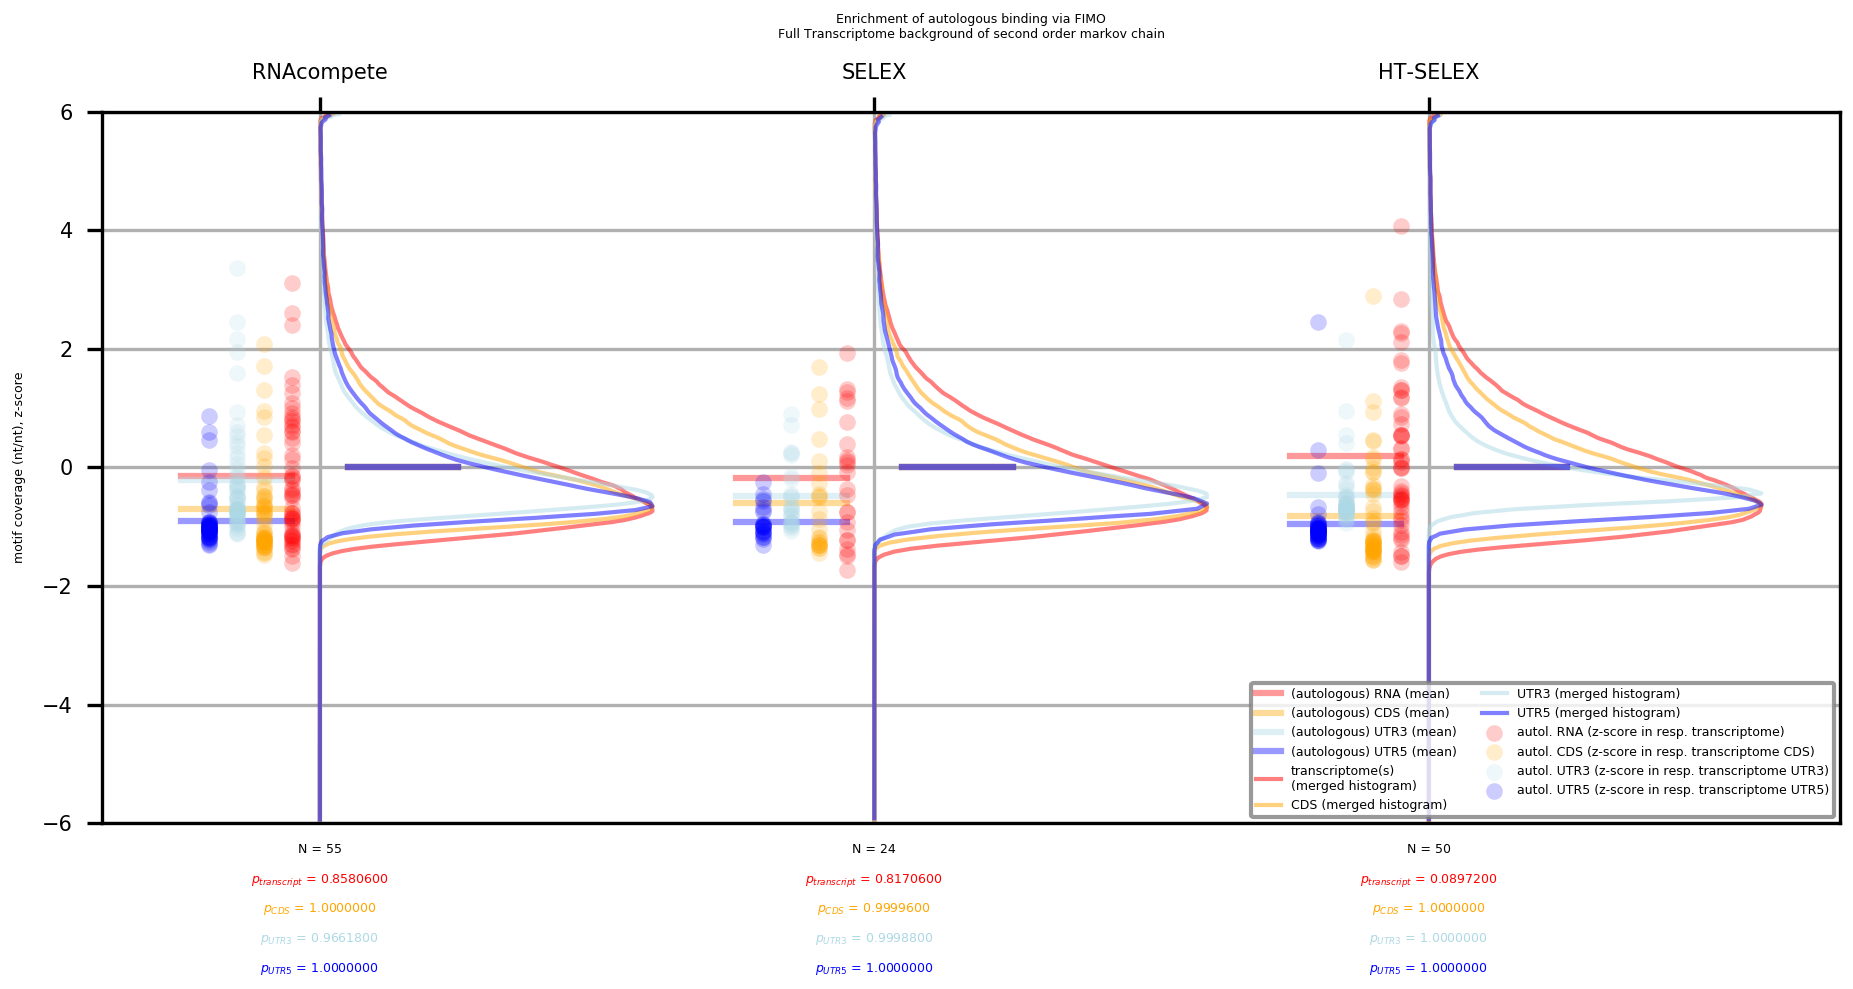 Enrichment of autologous binding via FIMO
Full Transcriptome background of second order markov chain
RNAcompete
SELEX
HT-SELEX
motif coverage (nt/nt), z-score
6
4
2
0
−2
−4
−6
(autologous) RNA (mean)
(autologous) CDS (mean)
(autologous) UTR3 (mean)
(autologous) UTR5 (mean)
transcriptome(s)
(merged histogram)
CDS (merged histogram)
UTR3 (merged histogram)
UTR5 (merged histogram)
autol. RNA (z-score in resp. transcriptome)
autol. CDS (z-score in resp. transcriptome CDS)
autol. UTR3 (z-score in resp. transcriptome UTR3)
autol. UTR5 (z-score in resp. transcriptome UTR5)
N = 55
p_transcript = 0.8580600
p_CDS = 1.0000000
p_UTR3 = 0.9661800
p_UTR5 = 1.0000000
N = 24
p_transcript = 0.8170600
p_CDS = 0.9999600
p_UTR3 = 0.9998800
p_UTR5 = 1.0000000
N = 50
p_transcript = 0.0897200
p_CDS = 1.0000000
p_UTR3 = 1.0000000
p_UTR5 = 1.0000000